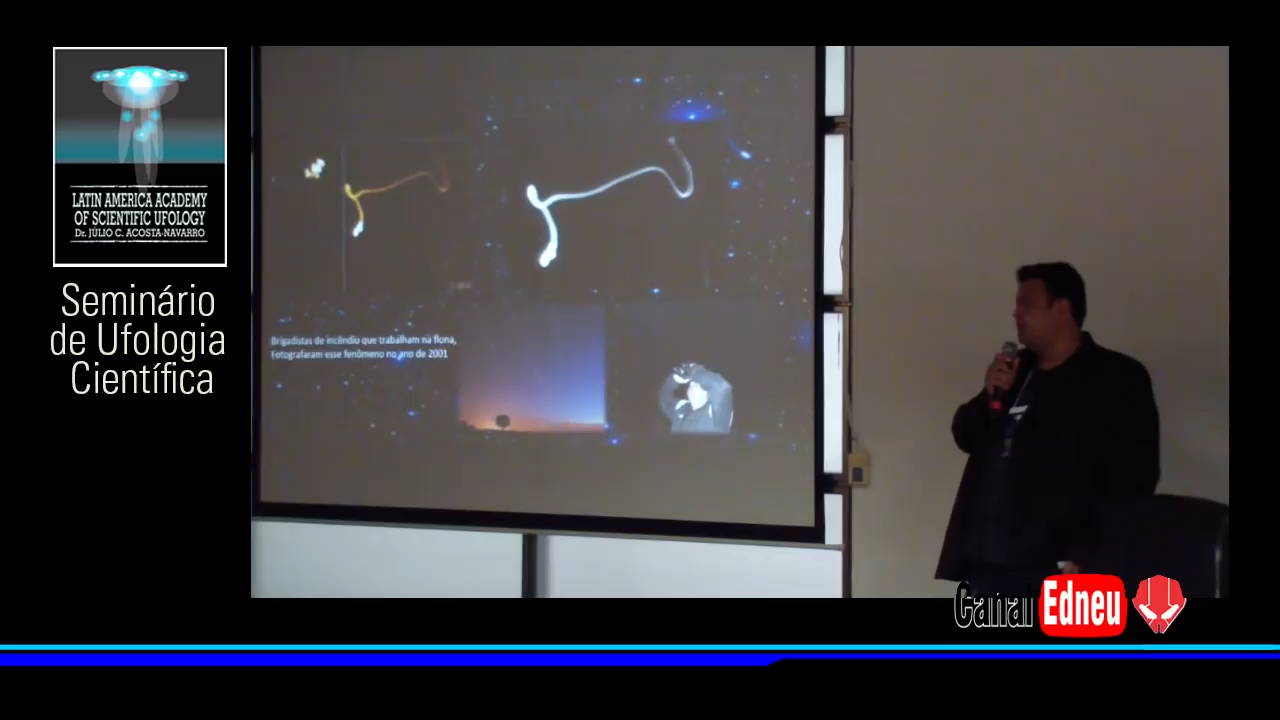 LATIN AMERICA ACADEMY
OF SCIENTIFIC UFOLOGY
Dr. JÚLIO C. ACOSTA-NAVARRO
Seminário
de Ufologia
Científica
Brigadistas de incêndio que trabalham na flona,
Fotografaram esse fenômeno no ano de 2001
Canal Edneu